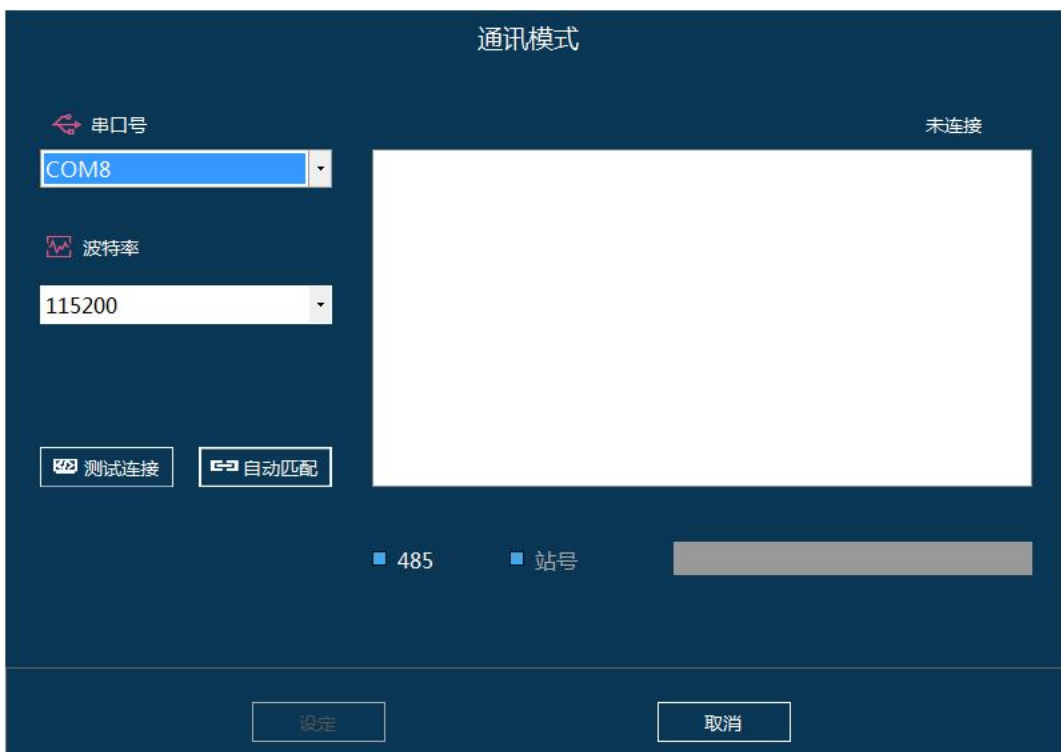 通讯模式
串口号
未连接
COM8
波特率
115200
测试连接
自动匹配
485
站号
设定
取消